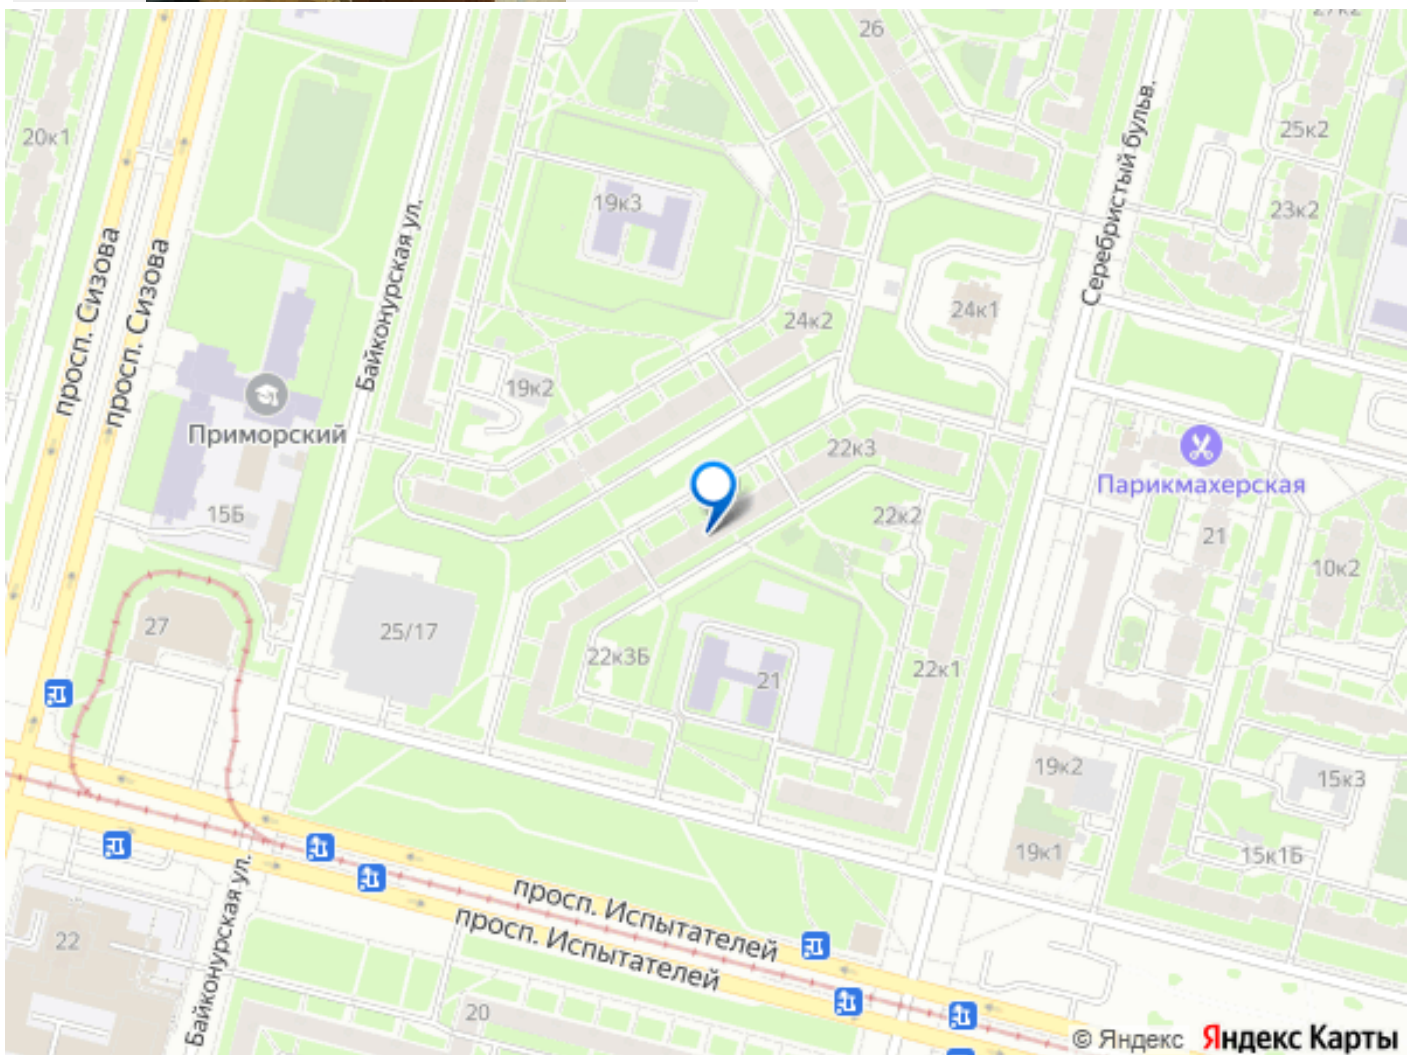 26
27к2
20к1
25к2
Серебристый бульв.
19к3
23к2
просп. Сизова
просп. Сизова
Байконурская ул.
24к1
24к2
19к2
Приморский
22к3
Парикмахерская
15Б
22к2
21
10к2
27
25/17
22к3Б
21
22к1
19к2
15к3
19к1
15к1Б
просп. Испытателей
просп. Испытателей
Байконурская ул.
22
20
© Яндекс Яндекс Карты